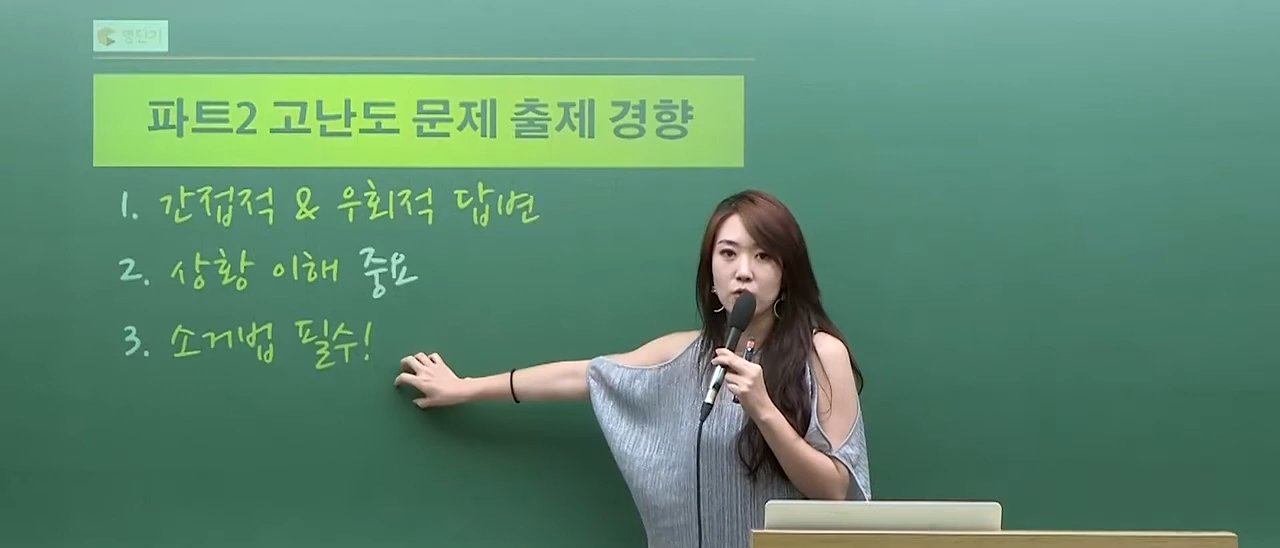 영단기
파트2 고난도 문제 출제 경향
1. 간접적 & 우회적 답변
2. 상황 이해 중요
3. 소거법 필수!